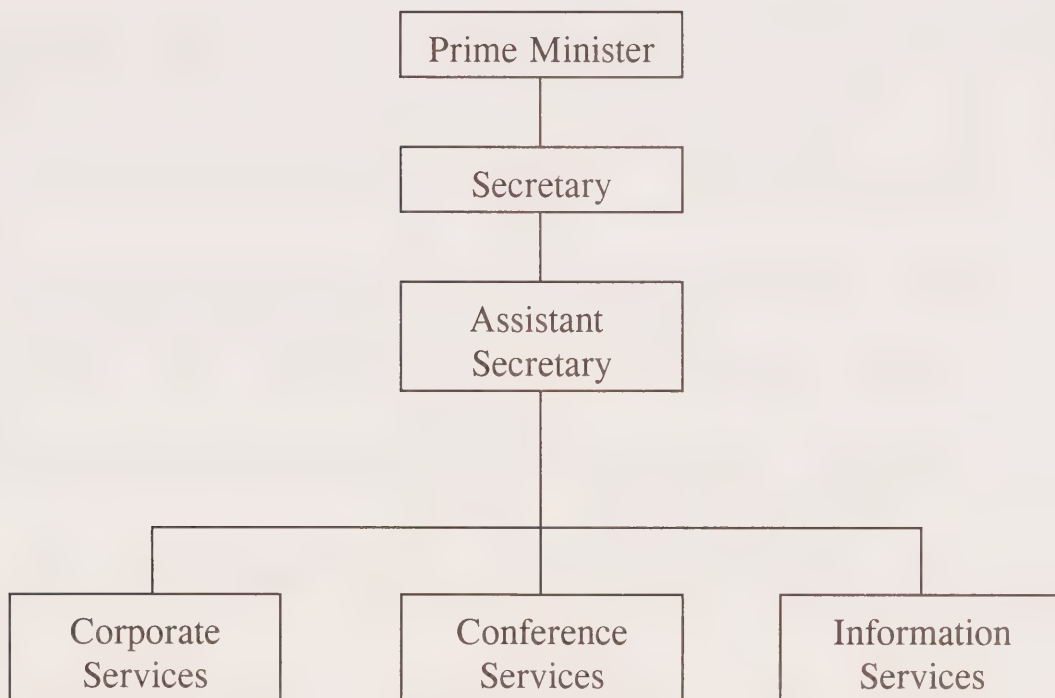 Prime Minister
Secretary
Assistant
Secretary
Corporate
Services
Conference
Services
Information
Services